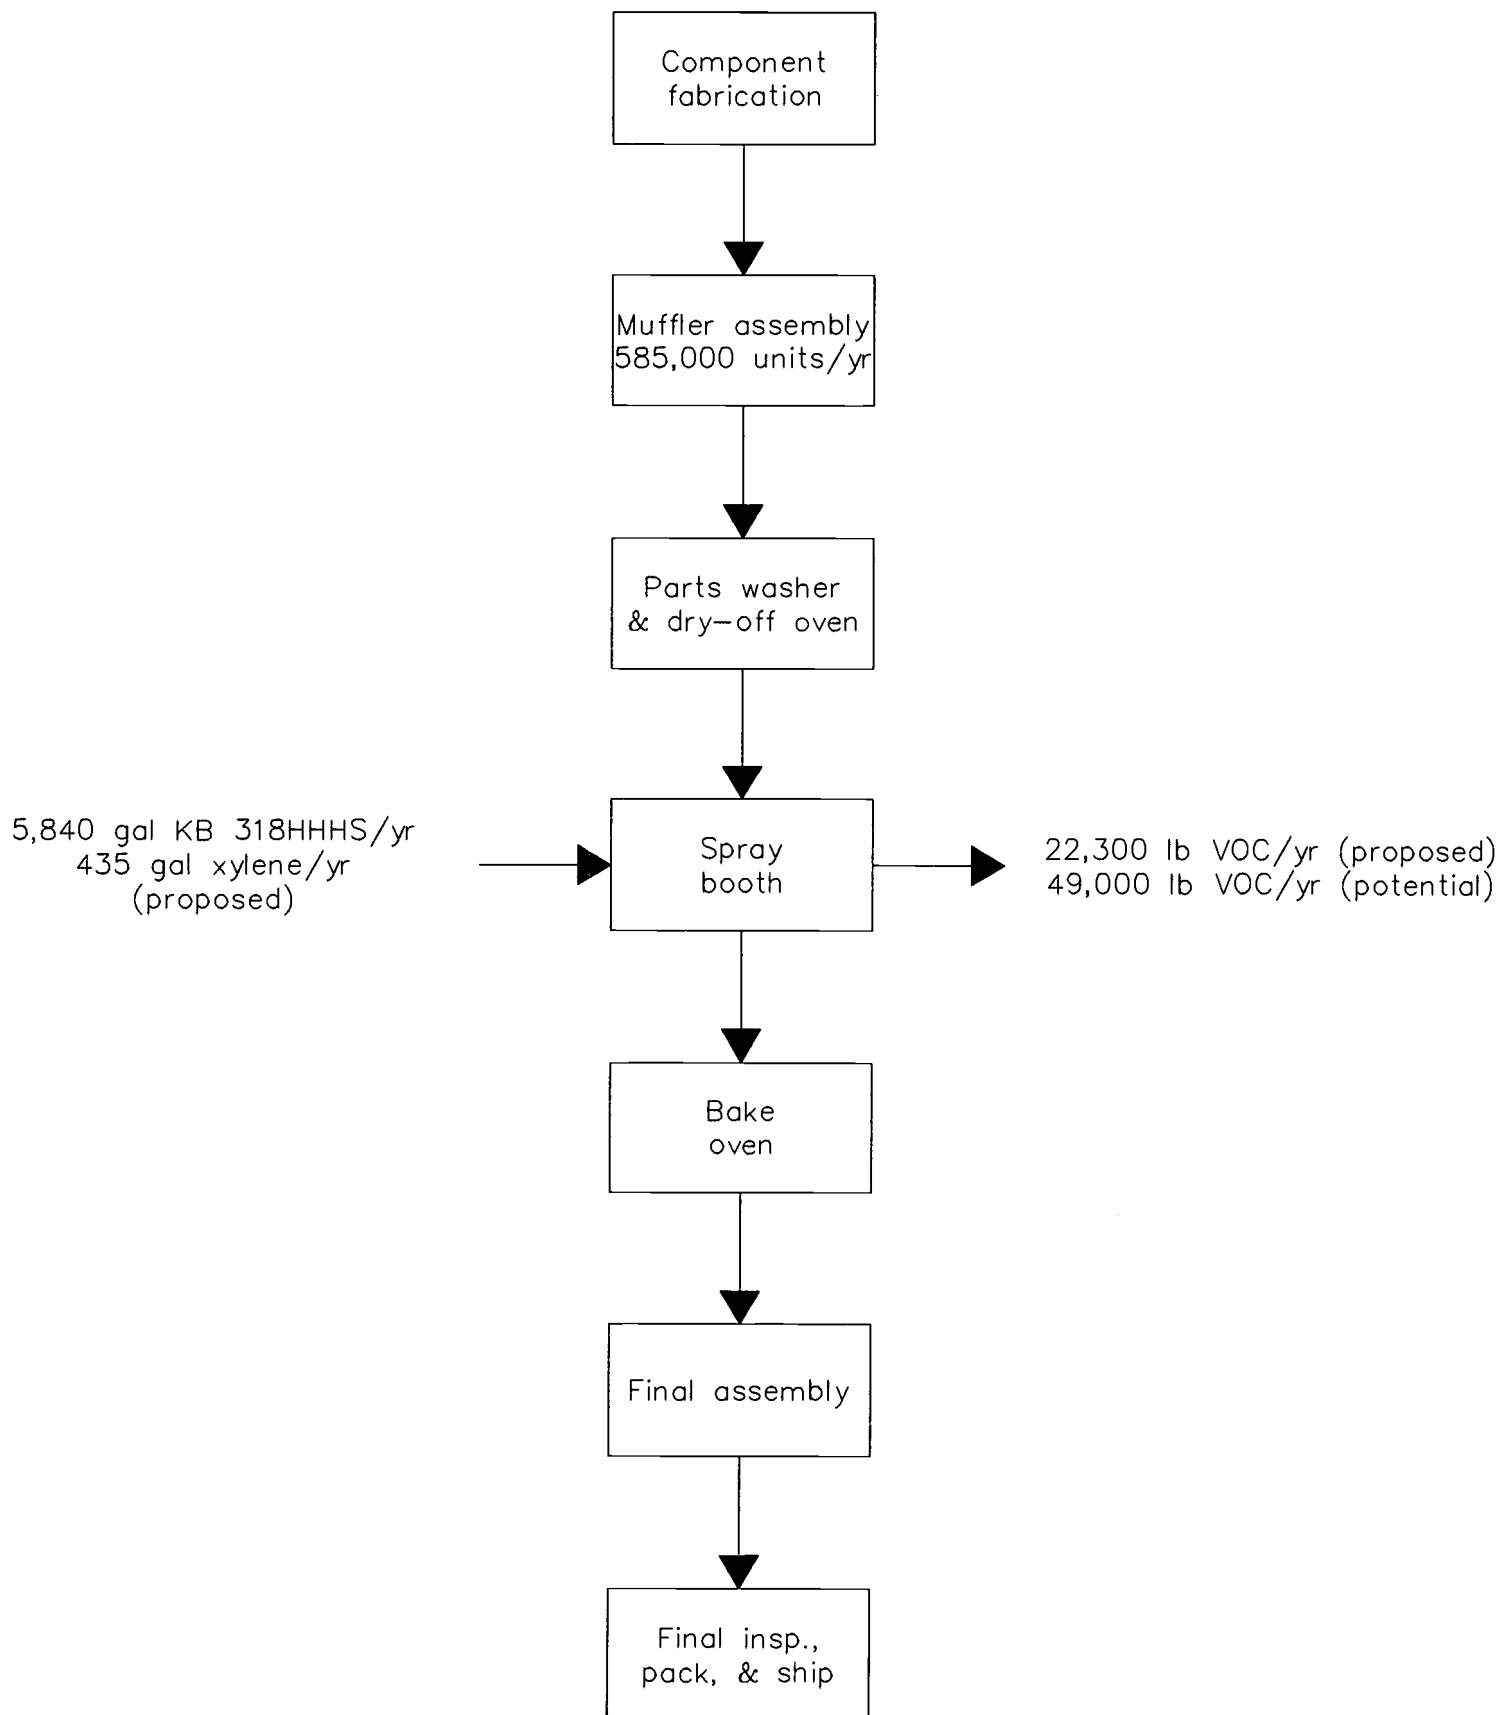 Component
fabrication
Muffler assembly
585,000 units/yr
Parts washer
& dry-off oven
5,840 gal KB 318HHHS/yr
435 gal xylene/yr
(proposed)
Spray
booth
22,300 lb VOC/yr (proposed)
49,000 lb VOC/yr (potential)
Bake
oven
Final assembly
Final insp.,
pack, & ship